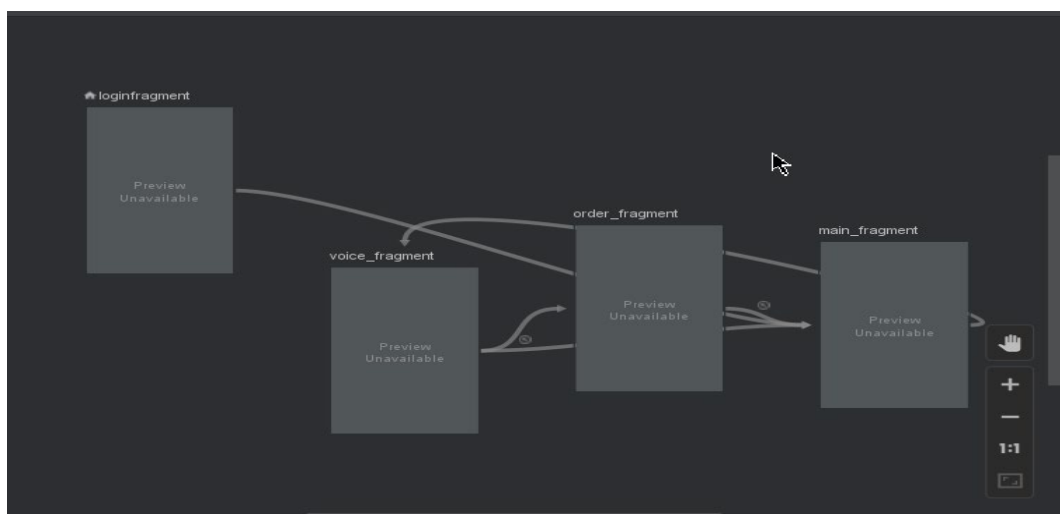 loginfragment
Preview
Unavailable
voice_fragment
Preview
Unavailable
order_fragment
Preview
Unavailable
main_fragment
Preview
Unavailable
1:1